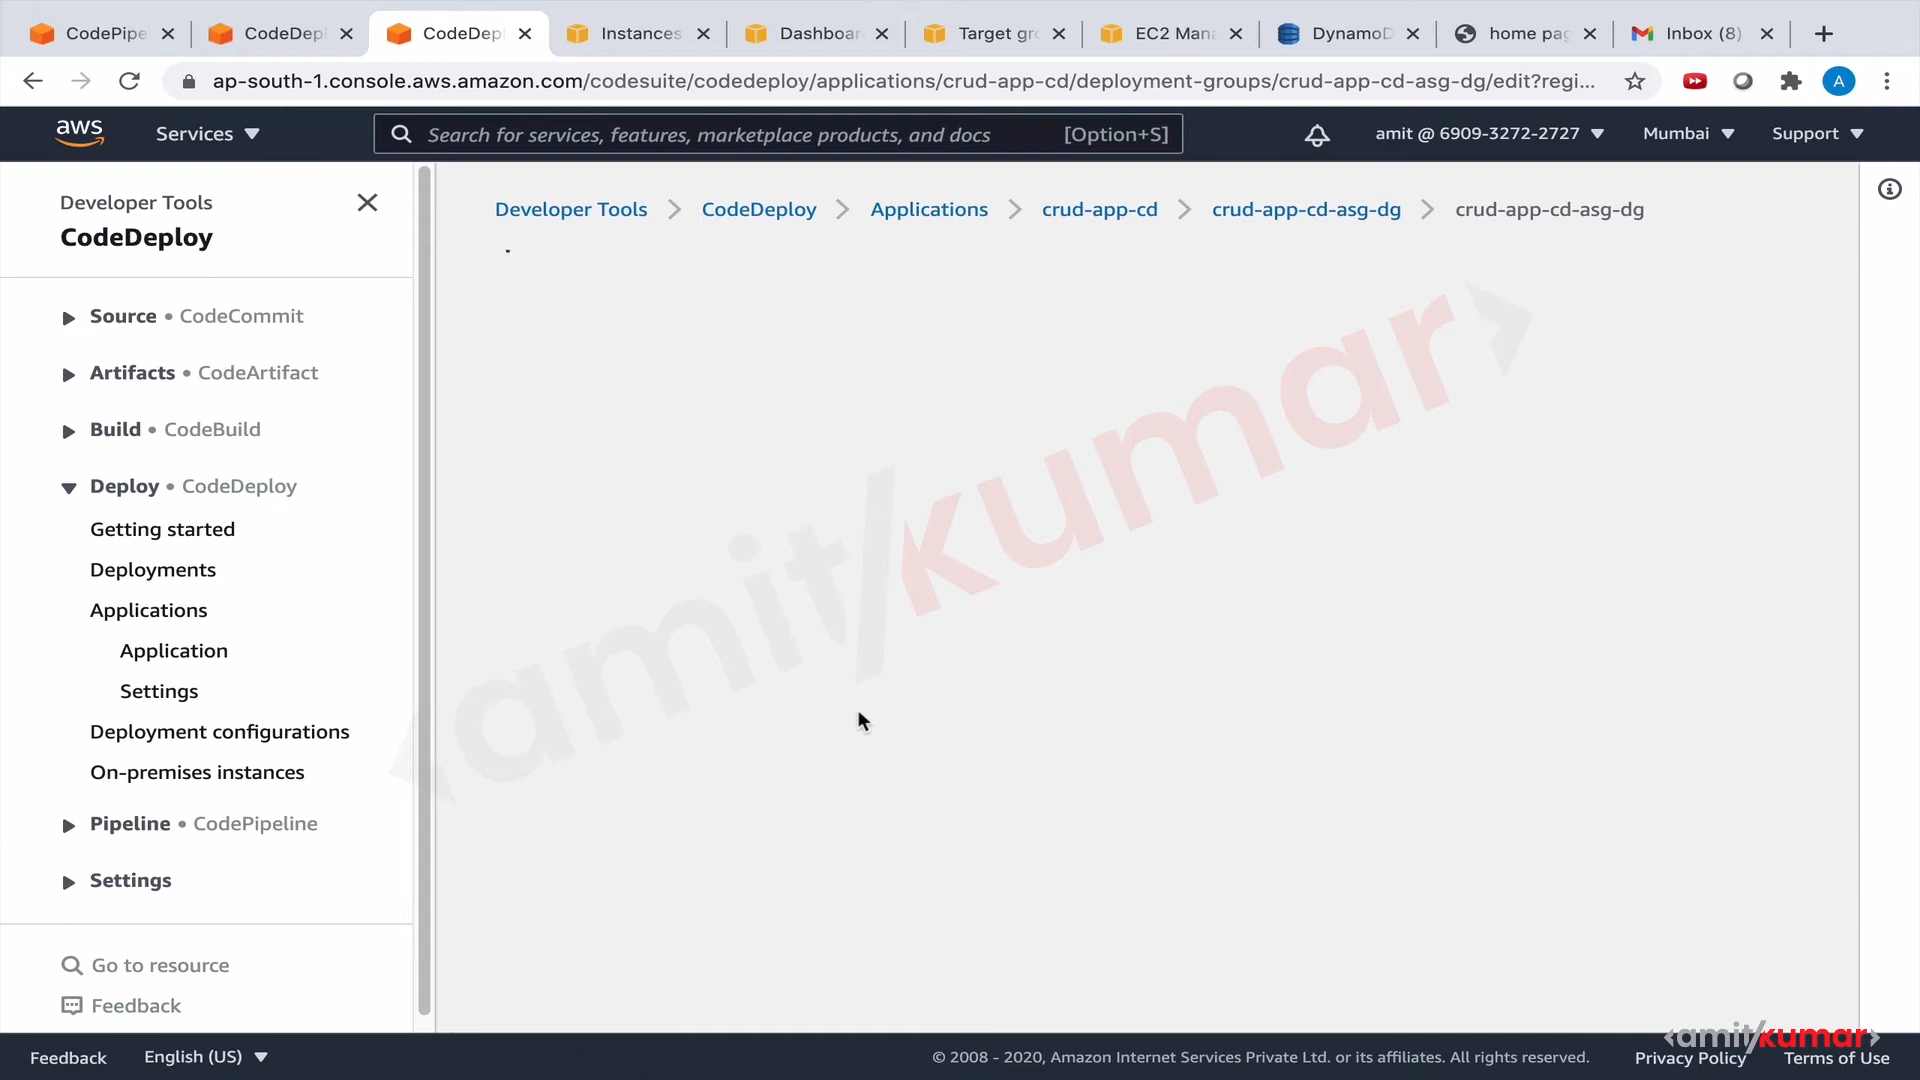 CodePipe
CodeDepl
CodeDepl
Instances
Dashboar
Target gr
EC2 Mana
DynamoD
home pag
Inbox (8)
ap-south-1.console.aws.amazon.com/codesuite/codedeploy/applications/crud-app-cd/deployment-groups/crud-app-cd-asg-dg/edit?regi...
A
aws
Services
Search for services, features, marketplace products, and docs
[Option+S]
amit @ 6909-3272-2727
Mumbai
Support
Developer Tools
CodeDeploy
Developer Tools
CodeDeploy
Applications
crud-app-cd
crud-app-cd-asg-dg
crud-app-cd-asg-dg
Source • CodeCommit
Artifacts • CodeArtifact
Build • CodeBuild
Deploy • CodeDeploy
Getting started
Deployments
Applications
Application
Settings
Deployment configurations
On-premises instances
Pipeline • CodePipeline
Settings
Go to resource
Feedback
<amit/kumar>
<amit/kumar>
Feedback
English (US)
© 2008 - 2020, Amazon Internet Services Private Ltd. or its affiliates. All rights reserved.
Privacy Policy
Terms of Use